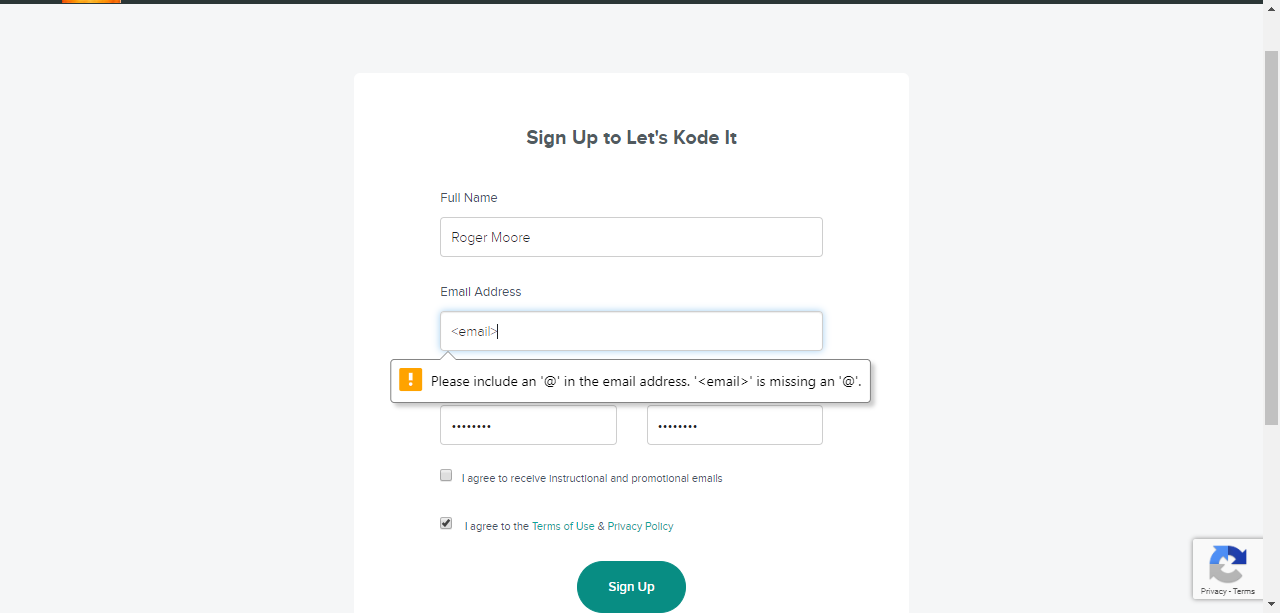 Sign Up to Let's Kode It
Full Name
Roger Moore
Email Address
<email>
Please include an '@' in the email address. '<email>' is missing an '@'.
••••••••
••••••••
I agree to receive instructional and promotional emails
I agree to the Terms of Use & Privacy Policy
Sign Up
Privacy - Terms